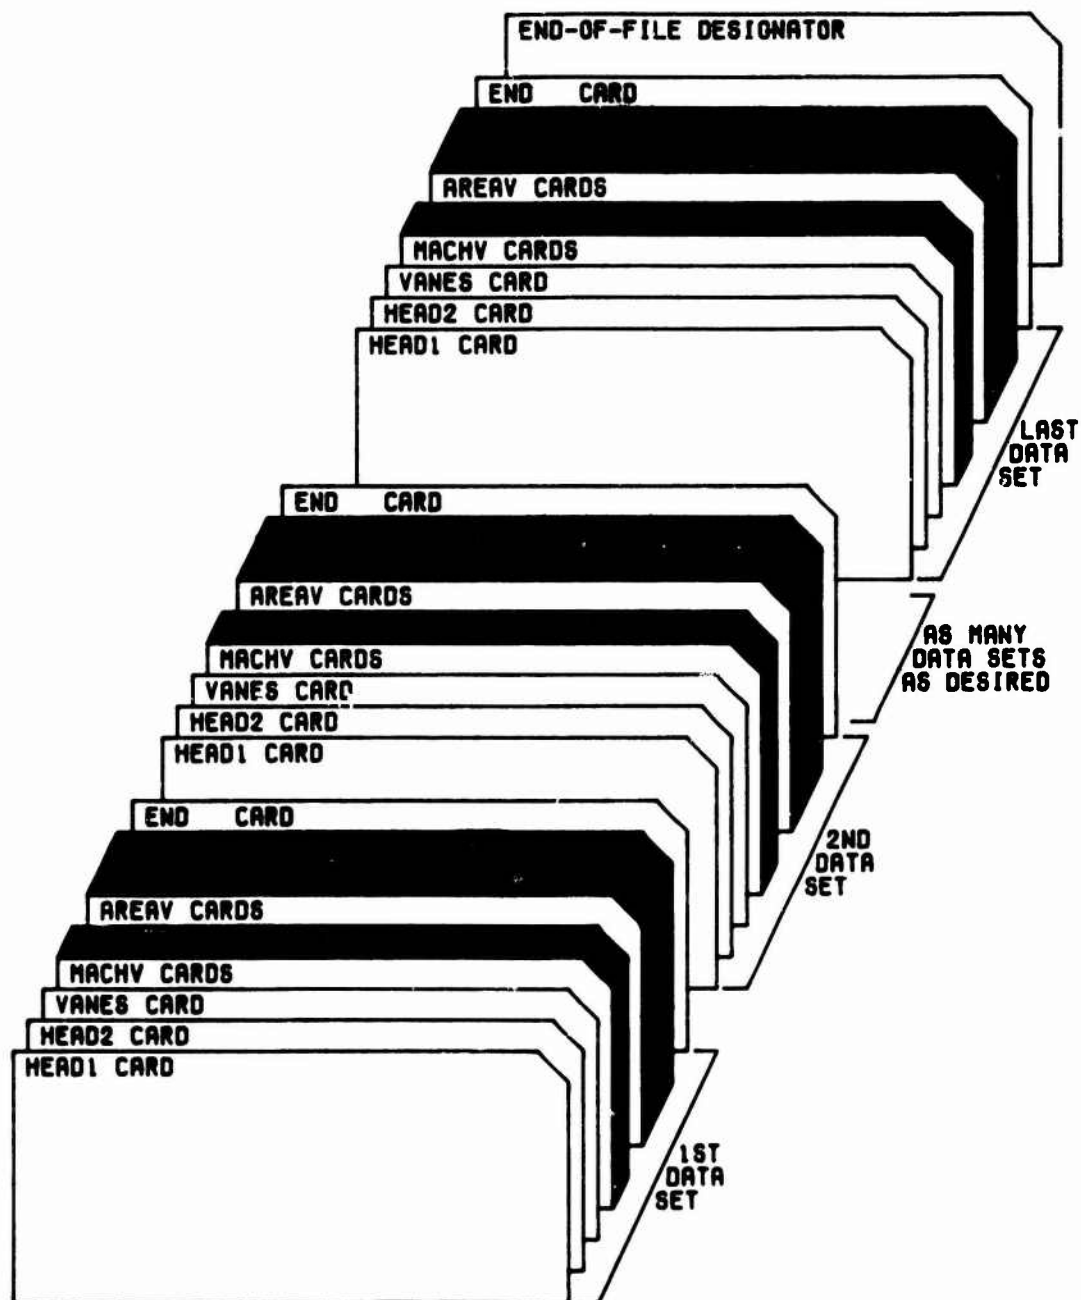 END-OF-FILE DESIGNATOR
END CARD
AREAV CARDS
MACHV CARDS
VANES CARD
HEAD2 CARD
HEAD1 CARD
LAST
DATA
SET
END CARD
AREAV CARDS
MACHV CARDS
VANES CARD
HEAD2 CARD
HEAD1 CARD
AS MANY
DATA SETS
AS DESIRED
END CARD
AREAV CARDS
MACHV CARDS
VANES CARD
HEAD2 CARD
HEAD1 CARD
2ND
DATA
SET
1ST
DATA
SET